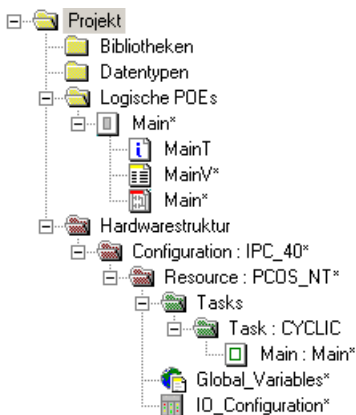 Projekt
Bibliotheken
Datentypen
Logische POEs
Main*
MainT
MainV*
Main*
Hardwarestruktur
Configuration : IPC_40*
Resource : PCOS_NT*
Tasks
Task : CYCLIC
Main : Main*
Global_Variables*
IO_Configuration*